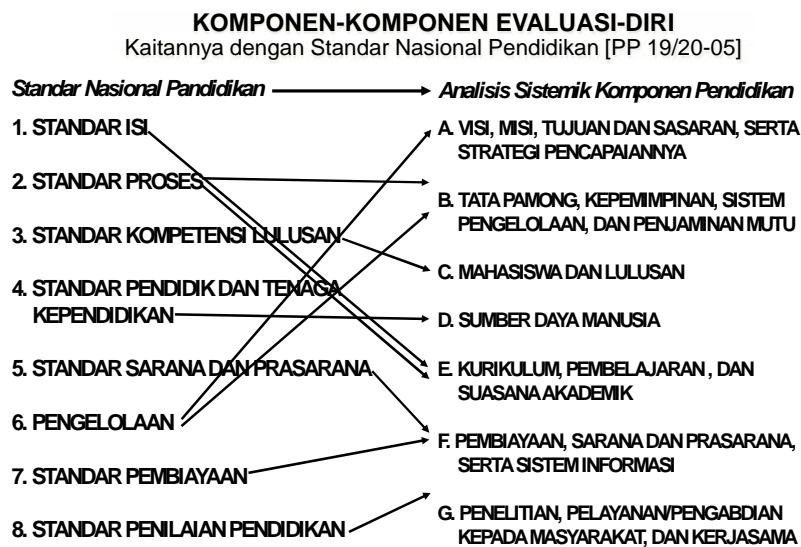 KOMPONEN-KOMPONEN EVALUASI-DIRI
Kaitannya dengan Standar Nasional Pendidikan [PP 19/20-05]
Standar Nasional Pandidikan
1. STANDAR ISI
2. STANDAR PROSES
3. STANDAR KOMPETENSI LULUSAN
4. STANDAR PENDIDIK DAN TENAGA
KEPENDIDIKAN
5. STANDAR SARANA DAN PRASARANA
6. PENGELOLAAN
7. STANDAR PEMBIAYAAN
8. STANDAR PENILAIAN PENDIDIKAN
Analisis Sistemik Komponen Pendidikan
A. VISI, MISI, TUJUAN DAN SASARAN, SERTA
STRATEGI PENCAPAIANNYA
B. TATA PAMONG, KEPEMIMPINAN, SISTEM
PENGELOLAAN, DAN PENJAMINAN MUTU
C. MAHASISWA DAN LULUSAN
D. SUMBER DAYA MANUSIA
E. KURIKULUM, PEMBELAJARAN , DAN
SUASANA AKADEMIK
F. PEMBIAYAAN, SARANA DAN PRASARANA,
SERTA SISTEM INFORMASI
G. PENELITIAN, PELAYANAN/PENGABDIAN
KEPADA MASYARAKAT, DAN KERJASAMA